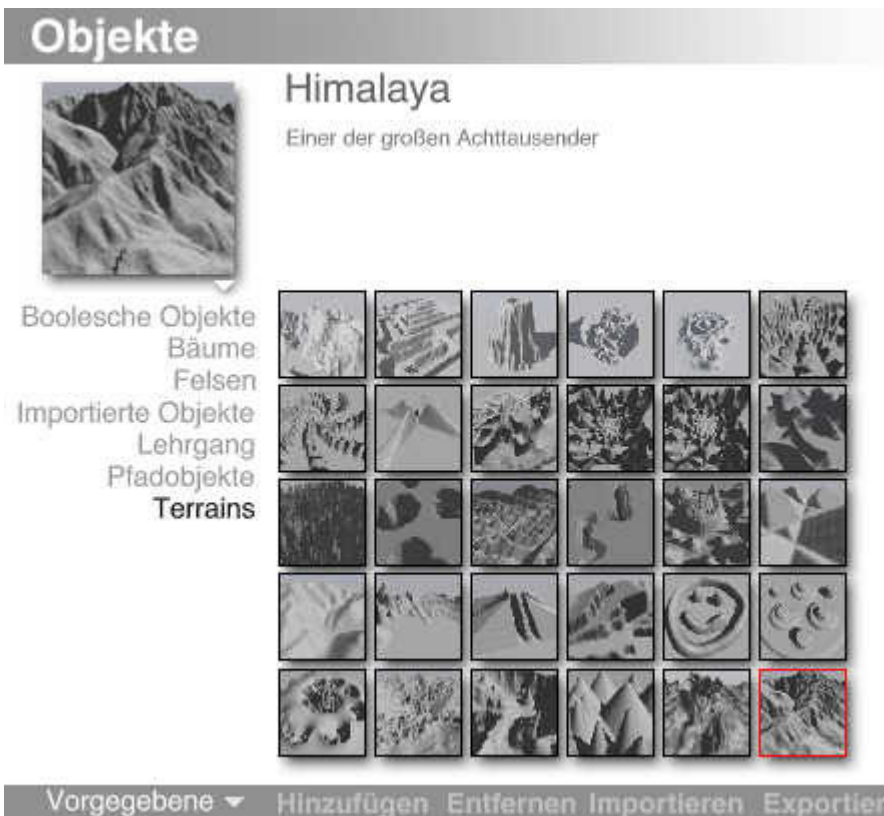 Objekte
Himalaya
Einer der großen Achttausender
Boolesche Objekte
Bäume
Felsen
Importierte Objekte
Lehrgang
Pfadobjekte
Terrains
Vorgegebene
Hinzufügen Entfernen Importieren Exportier